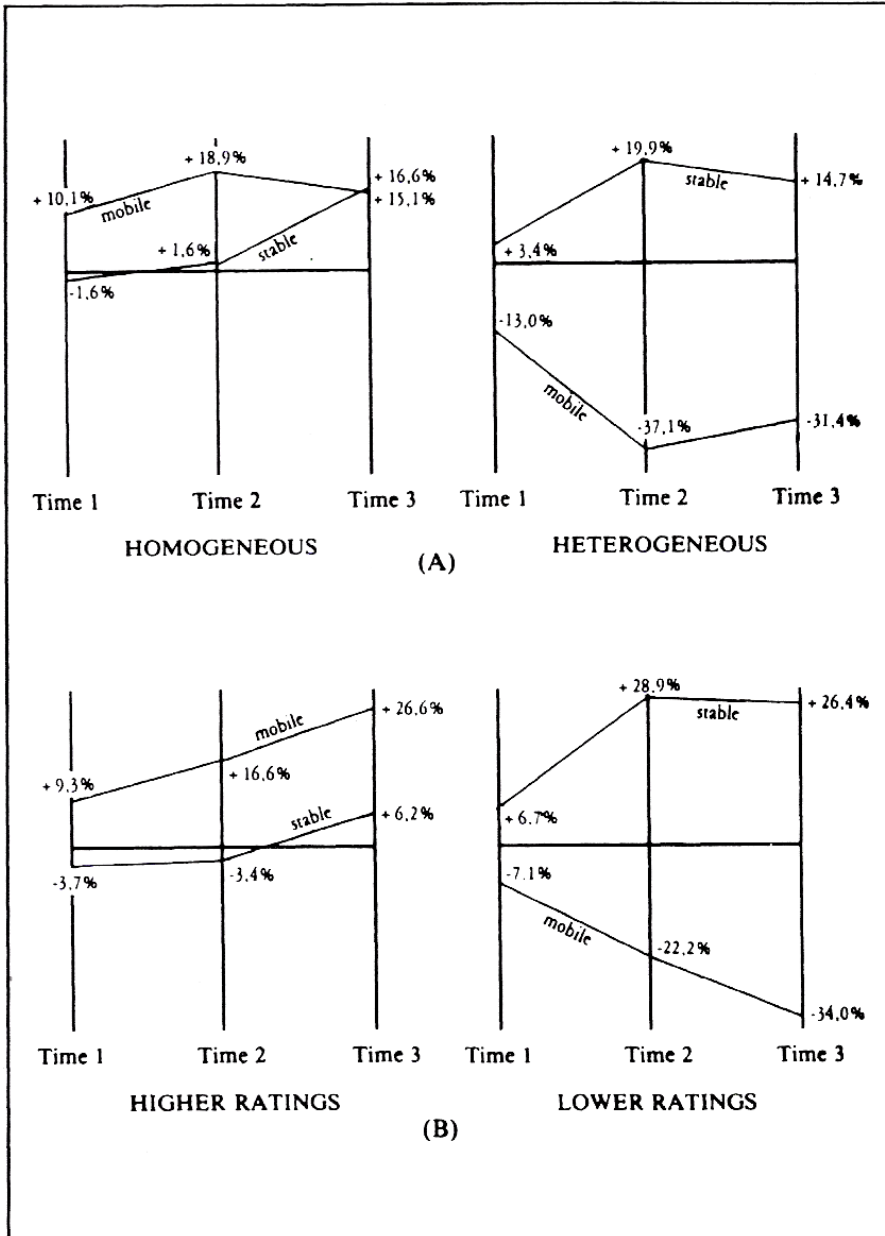 + 18,9%
+ 16,6%
+ 10,1%
mobile
+ 15,1%
+ 1,6%
stable
-1,6%
Time 1 Time 2 Time 3
HOMOGENEOUS
+ 19,9%
stable
+ 14,7%
+ 3,4%
-13,0%
mobile
-37,1%
-31,4%
Time 1 Time 2 Time 3
HETEROGENEOUS
(A)
+ 26,6%
mobile
+ 9,3%
+ 16,6%
stable
+ 6,2%
-3,7%
-3,4%
Time 1 Time 2 Time 3
HIGHER RATINGS
+ 28,9%
stable
+ 26,4%
+ 6.7%
-7.1%
mobile
-22,2%
-34,0%
Time 1 Time 2 Time 3
LOWER RATINGS
(B)